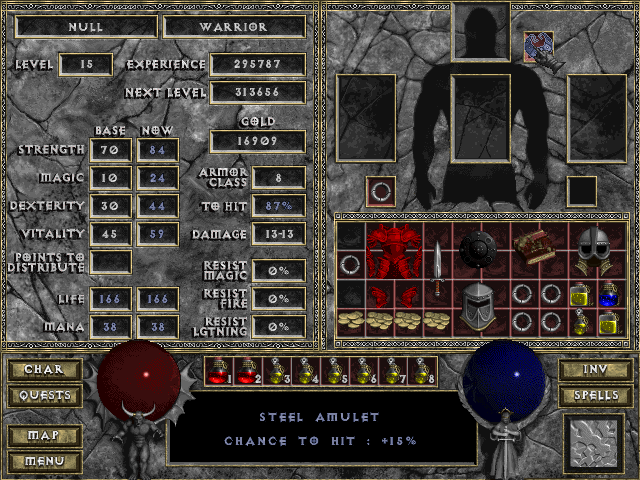 NULL WARRIOR
LEVEL 15 EXPERIENCE 295787
NEXT LEVEL 313656
BASE NOW GOLD
16909
STRENGTH 70 84
MAGIC 10 24 ARMOR CLASS 8
DEXTERITY 30 44 TO HIT 87%
VITALITY 45 59 DAMAGE 13-13
POINTS TO DISTRIBUTE
RESIST MAGIC 0%
LIFE 166 166 RESIST FIRE 0%
MANA 38 38 RESIST LGTNING 0%
CHAR
QUESTS
MAP
MENU
1 2 3 4 5 6 7 8
STEEL AMULET
CHANCE TO HIT : +15%
INV
SPELLS